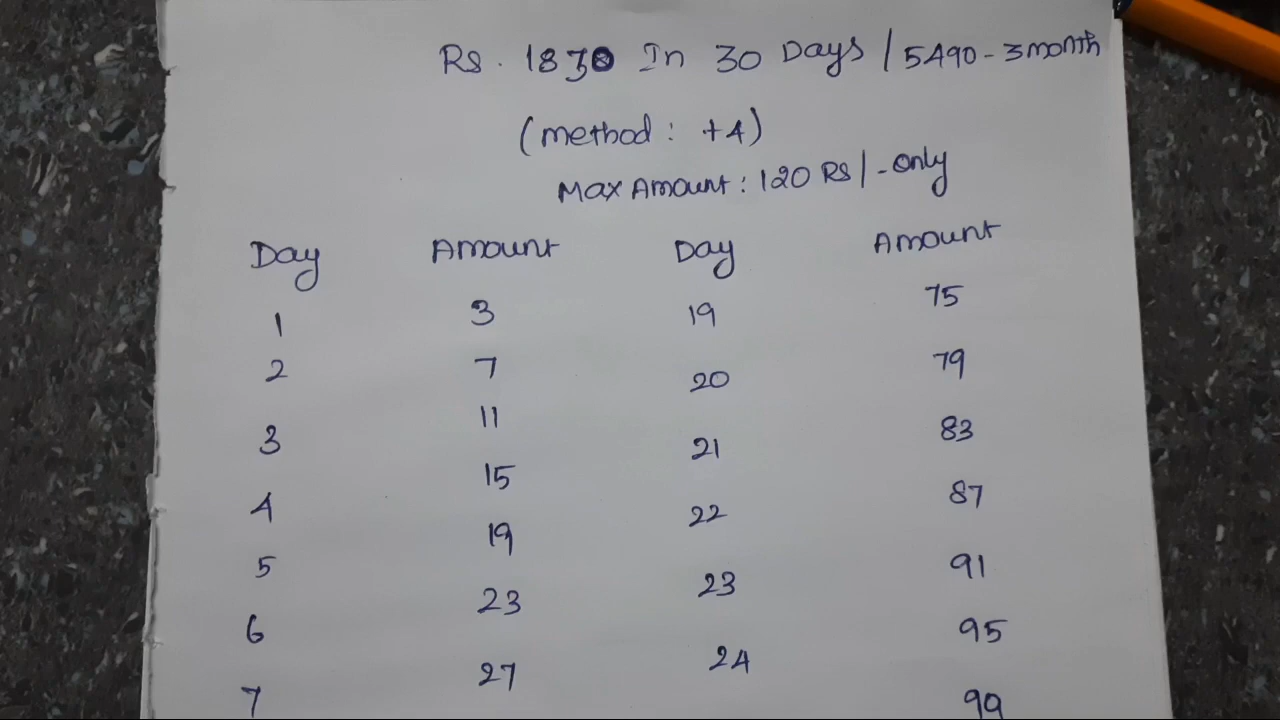 Rs. 1830 In 30 Days / 5490 - 3 month
(method : +4)
Max Amount : 120 Rs/- Only
Day Amount Day Amount
1 3 19 75
2 7 20 79
3 11 21 83
4 15 22 87
5 19 23 91
6 23 24 95
7 27 99